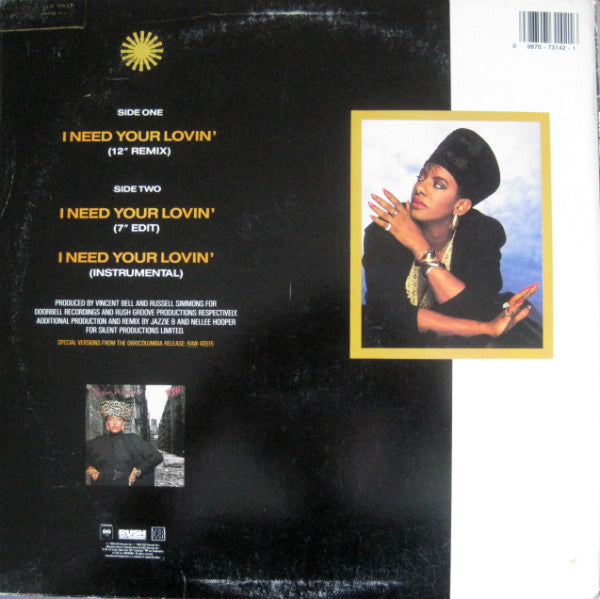 0 9870 - 73142 - 1
SIDE ONE
I NEED YOUR LOVIN'
(12" REMIX)
SIDE TWO
I NEED YOUR LOVIN'
(7" EDIT)
I NEED YOUR LOVIN'
(INSTRUMENTAL)
PRODUCED BY VINCENT BELL AND RUSSELL SIMMONS FOR
DOORBELL RECORDINGS AND RUSH GROOVE PRODUCTIONS RESPECTIVELY.
ADDITIONAL PRODUCTION AND REMIX BY JAZZIE B AND NELLEE HOOPER
FOR SILENT PRODUCTIONS LIMITED.
SPECIAL VERSIONS FROM THE OBR/COLUMBIA RELEASE: RAW 40515
RUSH